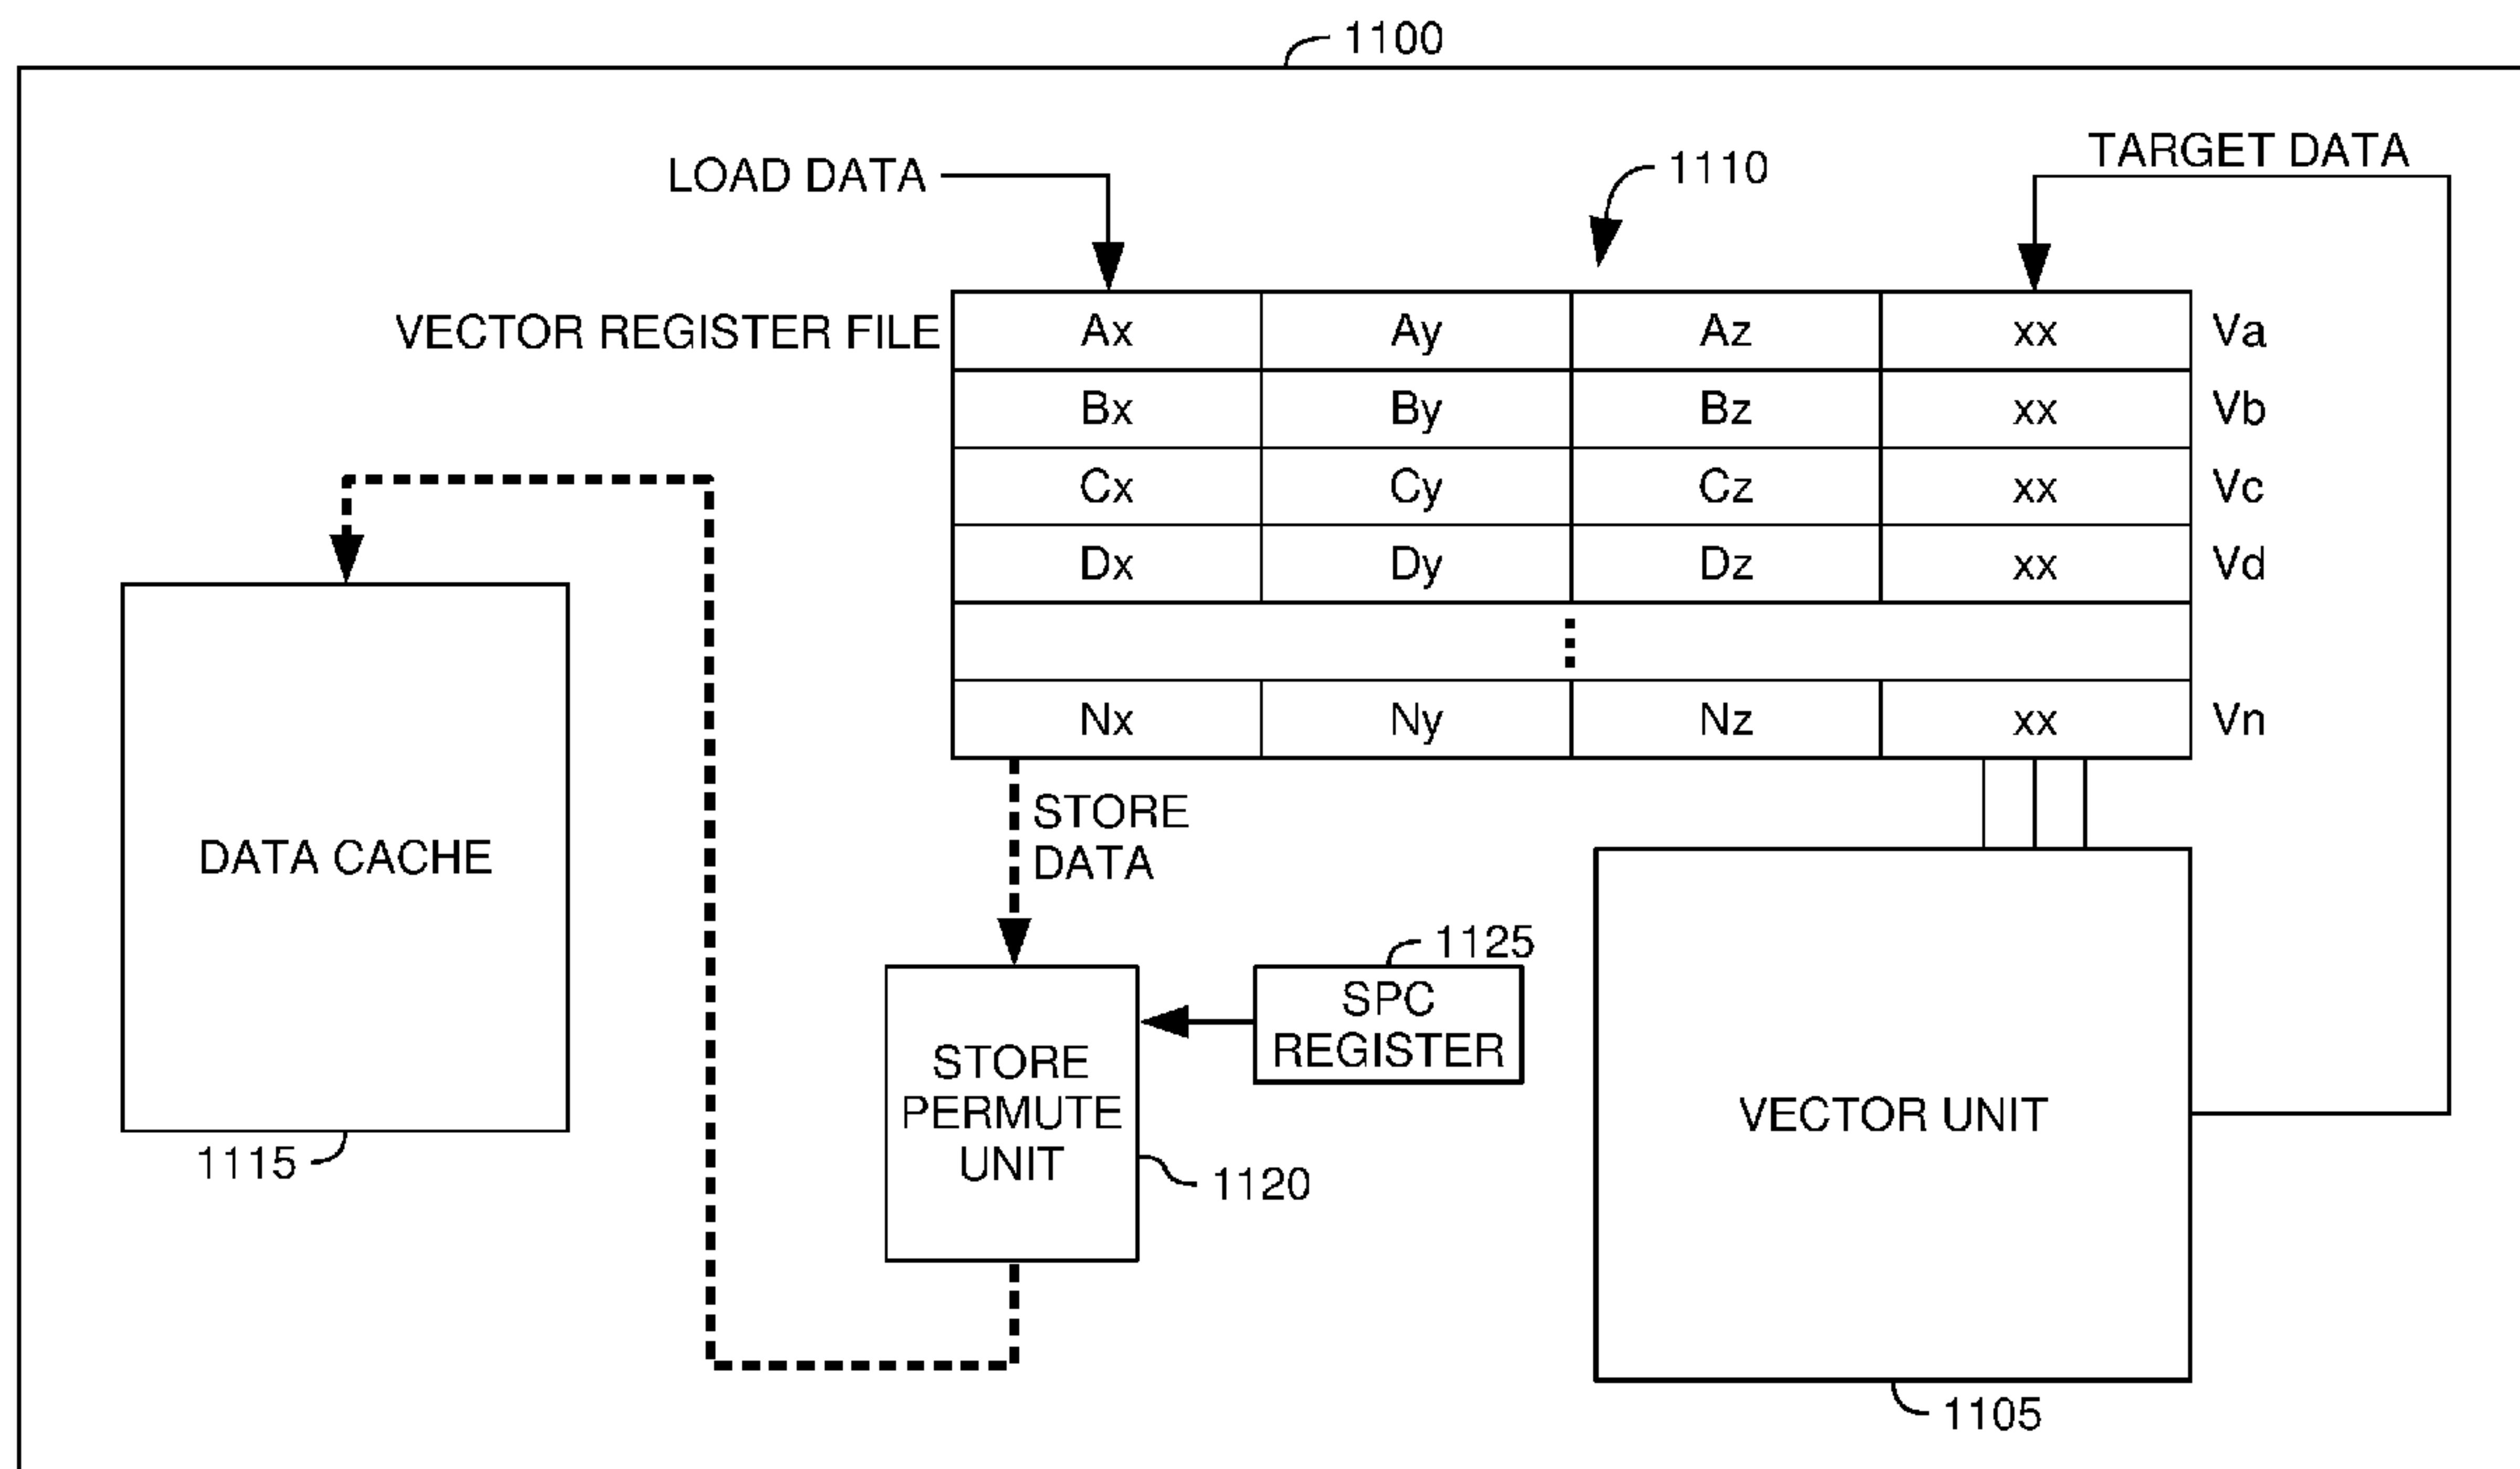 1100
TARGET DATA
LOAD DATA
1110
VECTOR REGISTER FILE
Ax Ay Az xx Va
Bx By Bz xx Vb
Cx Cy Cz xx Vc
Dx Dy Dz xx Vd
Nx Ny Nz xx Vn
STORE
DATA
DATA CACHE
1115
1125
SPC
REGISTER
STORE
PERMUTE
UNIT
1120
VECTOR UNIT
1105